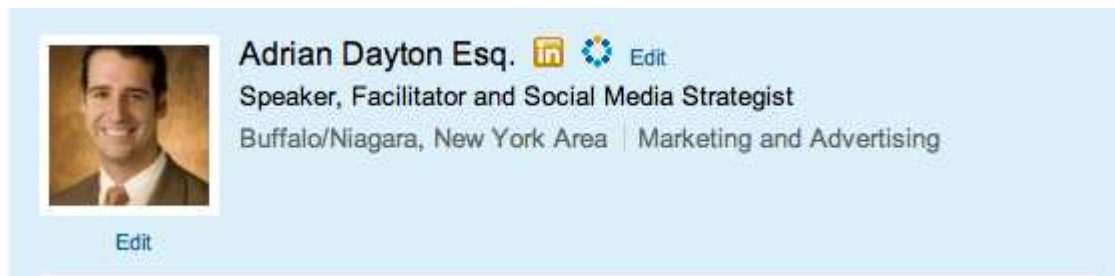 Adrian Dayton Esq. in Edit
Speaker, Facilitator and Social Media Strategist
Buffalo/Niagara, New York Area | Marketing and Advertising
Edit